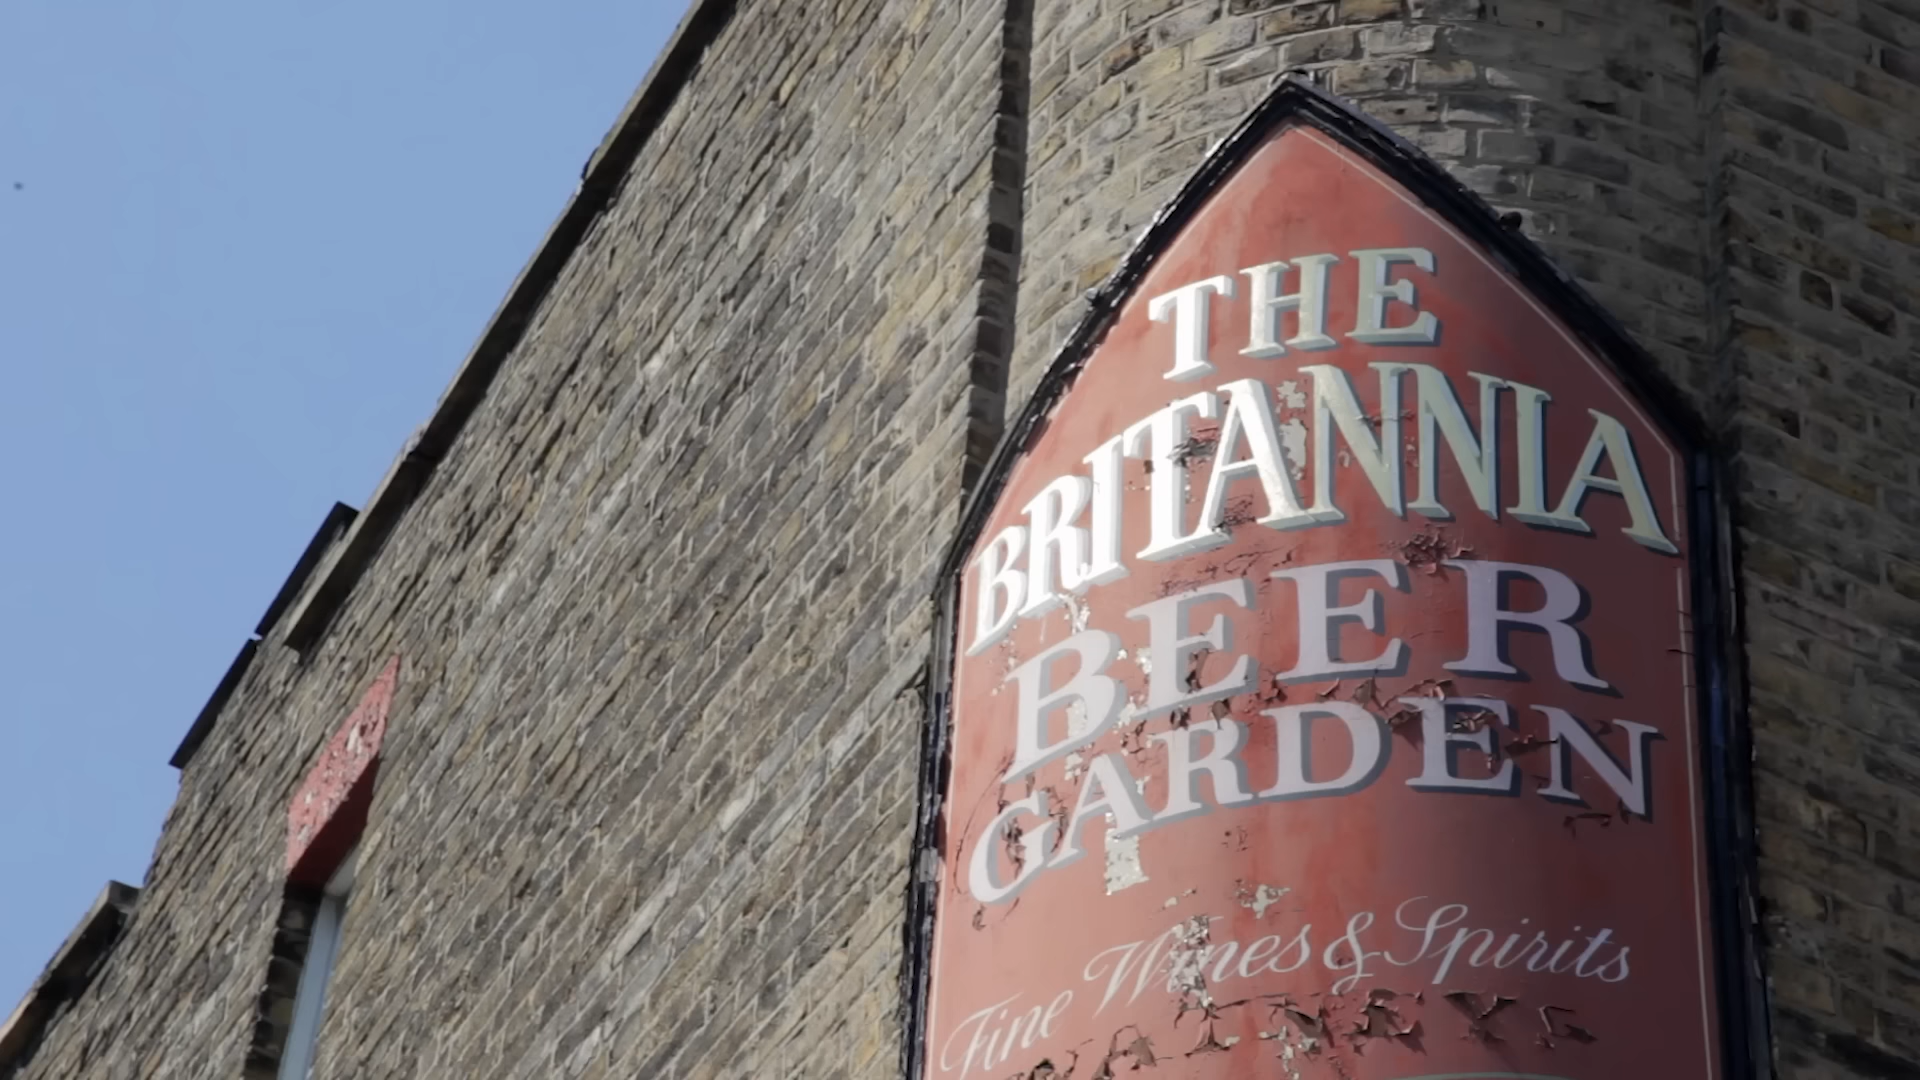 THE
BRITANNIA
BEER
GARDEN
Fine Wines & Spirits